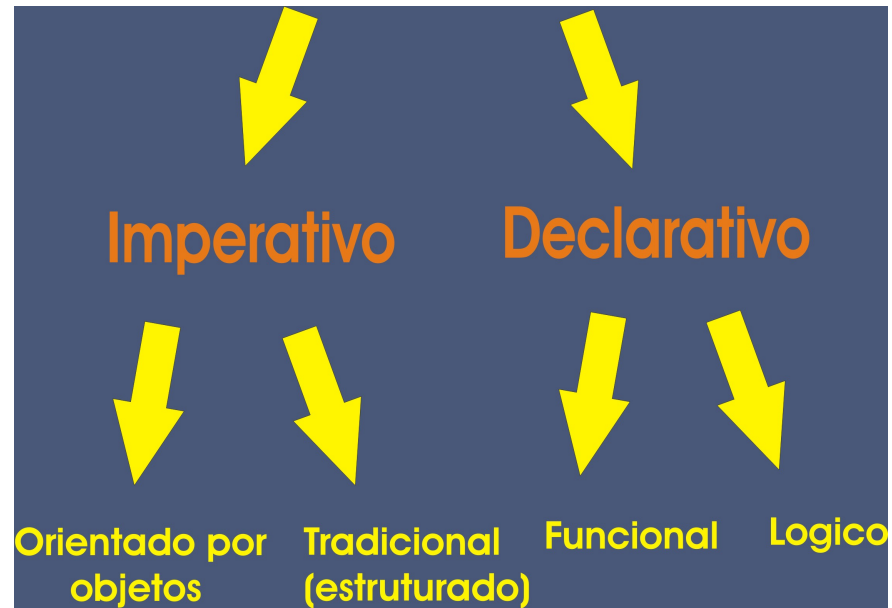 Imperativo
Declarativo
Orientado por
objetos
Tradicional
(estruturado)
Funcional
Logico